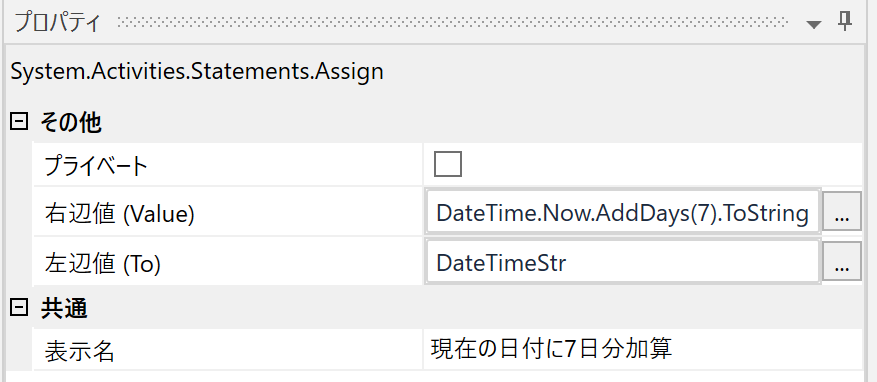 プロパティ
System.Activities.Statements.Assign
その他
プライベート
右辺値 (Value) DateTime.Now.AddDays(7).ToString ...
左辺値 (To) DateTimeStr ...
共通
表示名 現在の日付に7日分加算